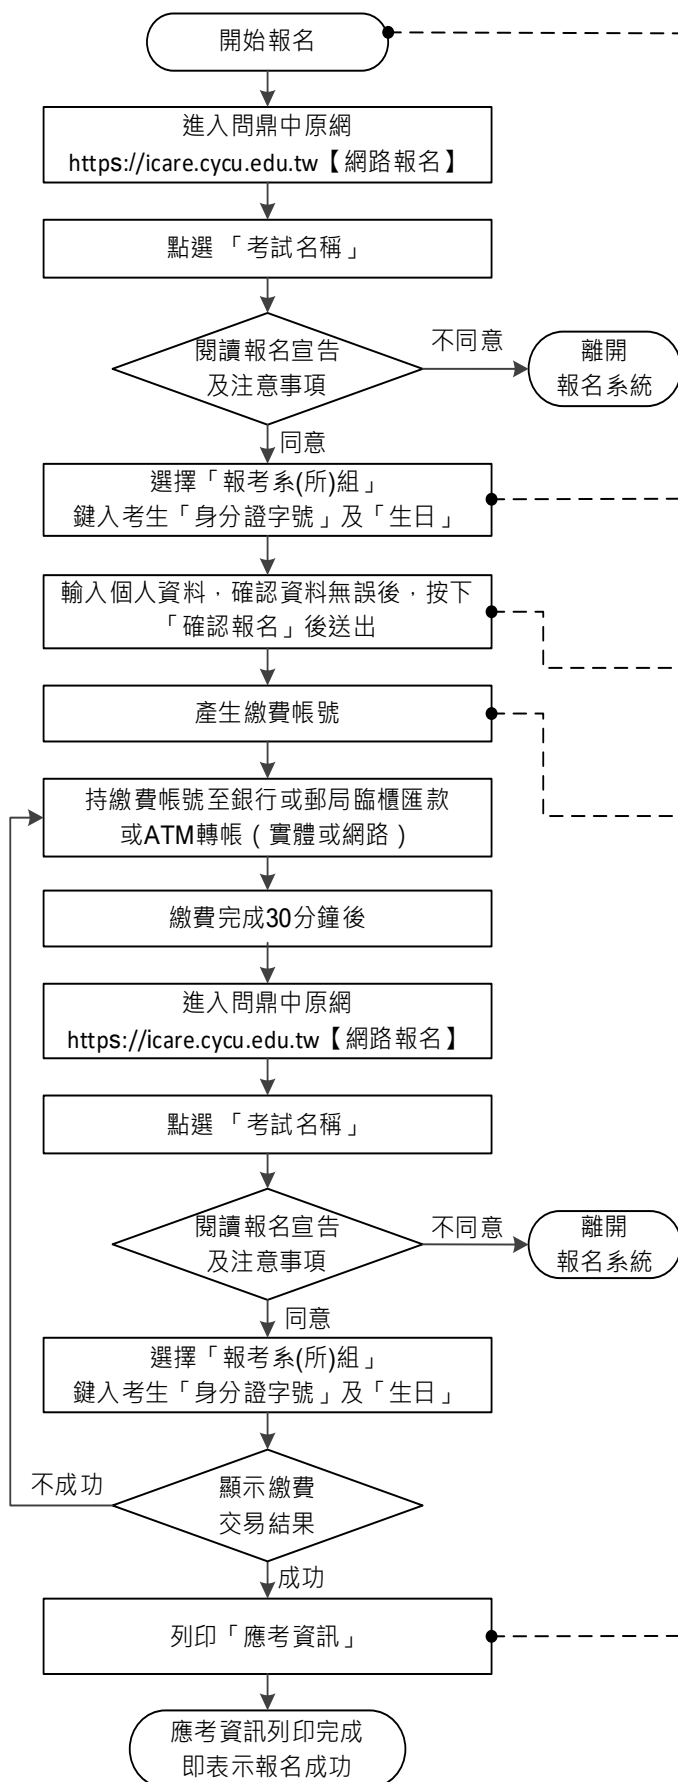 開始報名
進入問鼎中原網
https://icare.cycu.edu.tw【網路報名】
點選「考試名稱」
閱讀報名宣告
及注意事項
不同意
離開
報名系統
同意
選擇「報考系(所)組」
鍵入考生「身分證字號」及「生日」
輸入個人資料，確認資料無誤後，按下
「確認報名」後送出
產生繳費帳號
持繳費帳號至銀行或郵局臨櫃匯款
或ATM轉帳（實體或網路）
繳費完成30分鐘後
進入問鼎中原網
https://icare.cycu.edu.tw【網路報名】
點選「考試名稱」
閱讀報名宣告
及注意事項
不同意
離開
報名系統
同意
選擇「報考系(所)組」
鍵入考生「身分證字號」及「生日」
不成功
顯示繳費
交易結果
成功
列印「應考資訊」
應考資訊列印完成
即表示報名成功